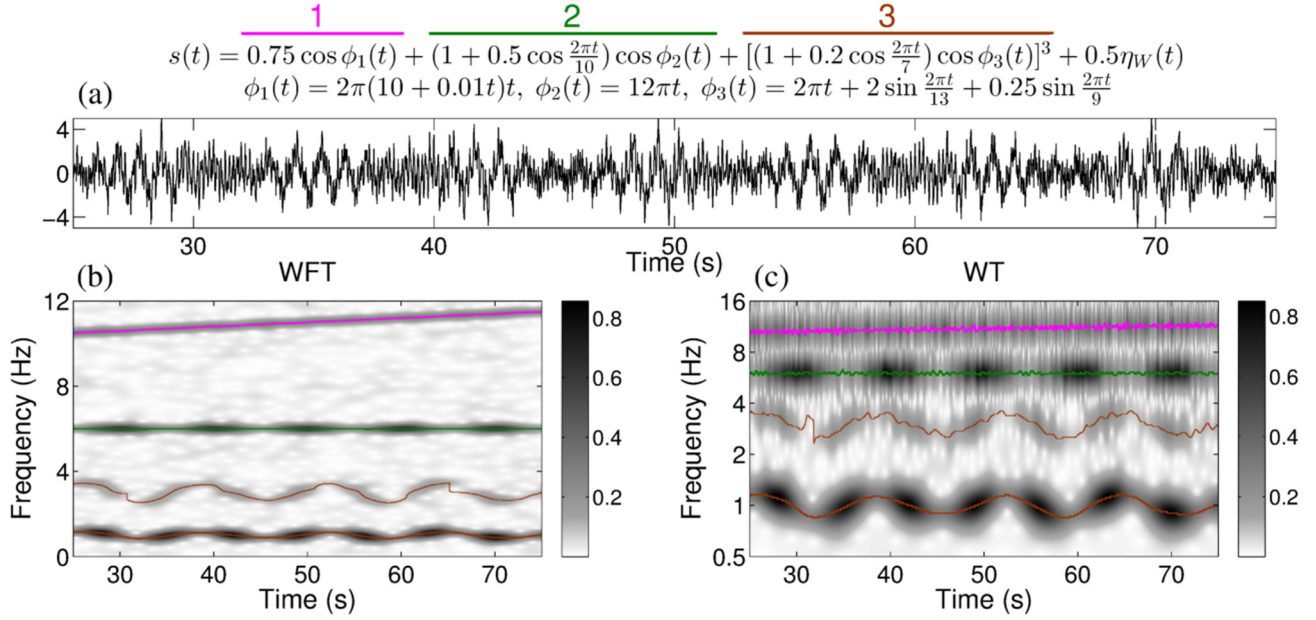 1 2 3
s(t) = 0.75 cos ϕ₁(t) + (1 + 0.5 cos 2πt/10) cos ϕ₂(t) + [(1 + 0.2 cos 2πt/7) cos ϕ₃(t)]³ + 0.5η_W(t)
(a) ϕ₁(t) = 2π(10 + 0.01t)t, ϕ₂(t) = 12πt, ϕ₃(t) = 2πt + 2 sin 2πt/13 + 0.25 sin 2πt/9
4
0
−4
30 40 50 60 70
Time (s)
(b) WFT
12
8
4
0
Frequency (Hz)
30 40 50 60 70
Time (s)
0.8
0.6
0.4
0.2
(c) WT
16
8
4
2
1
0.5
Frequency (Hz)
30 40 50 60 70
Time (s)
0.8
0.6
0.4
0.2